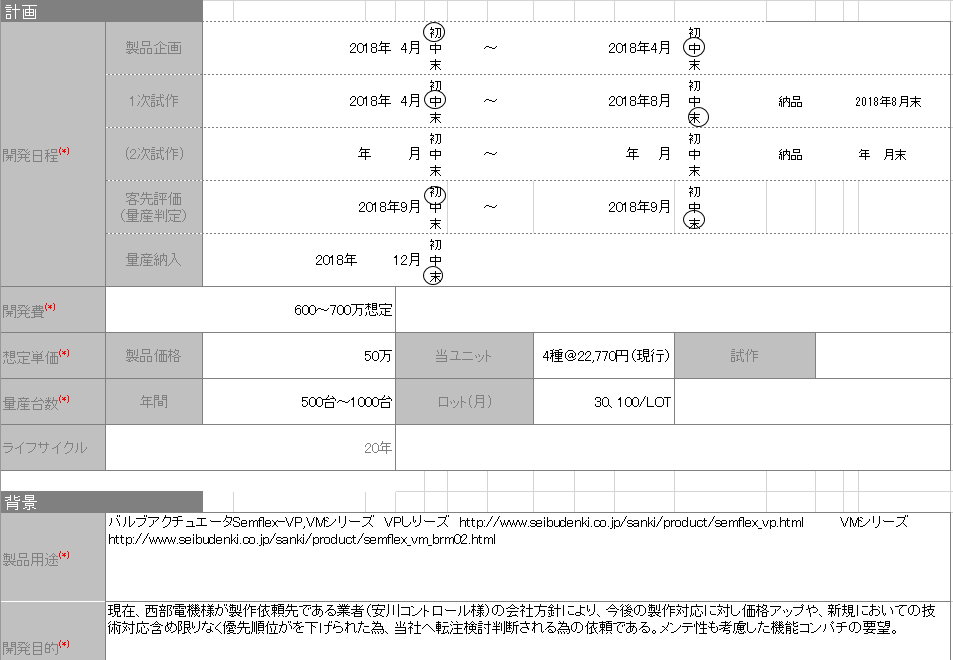 計画
開発日程(*)
製品企画 2018年 4月 初 中 末 ～ 2018年4月 初 中 末
1次試作 2018年 4月 初 中 末 ～ 2018年8月 初 中 末 納品 2018年8月末
(2次試作) 年 月 初 中 末 ～ 年 月 初 中 末 納品 年 月末
客先評価
(量産判定) 2018年9月 初 中 末 ～ 2018年9月 初 中 末
量産納入 2018年 12月 初 中 末
開発費(*) 600～700万想定
想定単価(*) 製品価格 50万 当ユニット 4種@22,770円(現行) 試作
量産台数(*) 年間 500台～1000台 ロット(月) 30、100/LOT
ライフサイクル 20年
背景
製品用途(*)
バルブアクチュエータSemflex-VP,VMシリーズ VPしリーズ http://www.seibudenki.co.jp/sanki/product/semflex_vp.html VMシリーズ
http://www.seibudenki.co.jp/sanki/product/semflex_vm_brm02.html
開発目的(*)
現在、西部電機様が製作依頼先である業者(安川コントロール様)の会社方針により、今後の製作対応に対し価格アップや、新規においての技
術対応含め限りなく優先順位がを下げられた為、当社へ転注検討判断される為の依頼である。メンテ性も考慮した機能コンパチの要望。